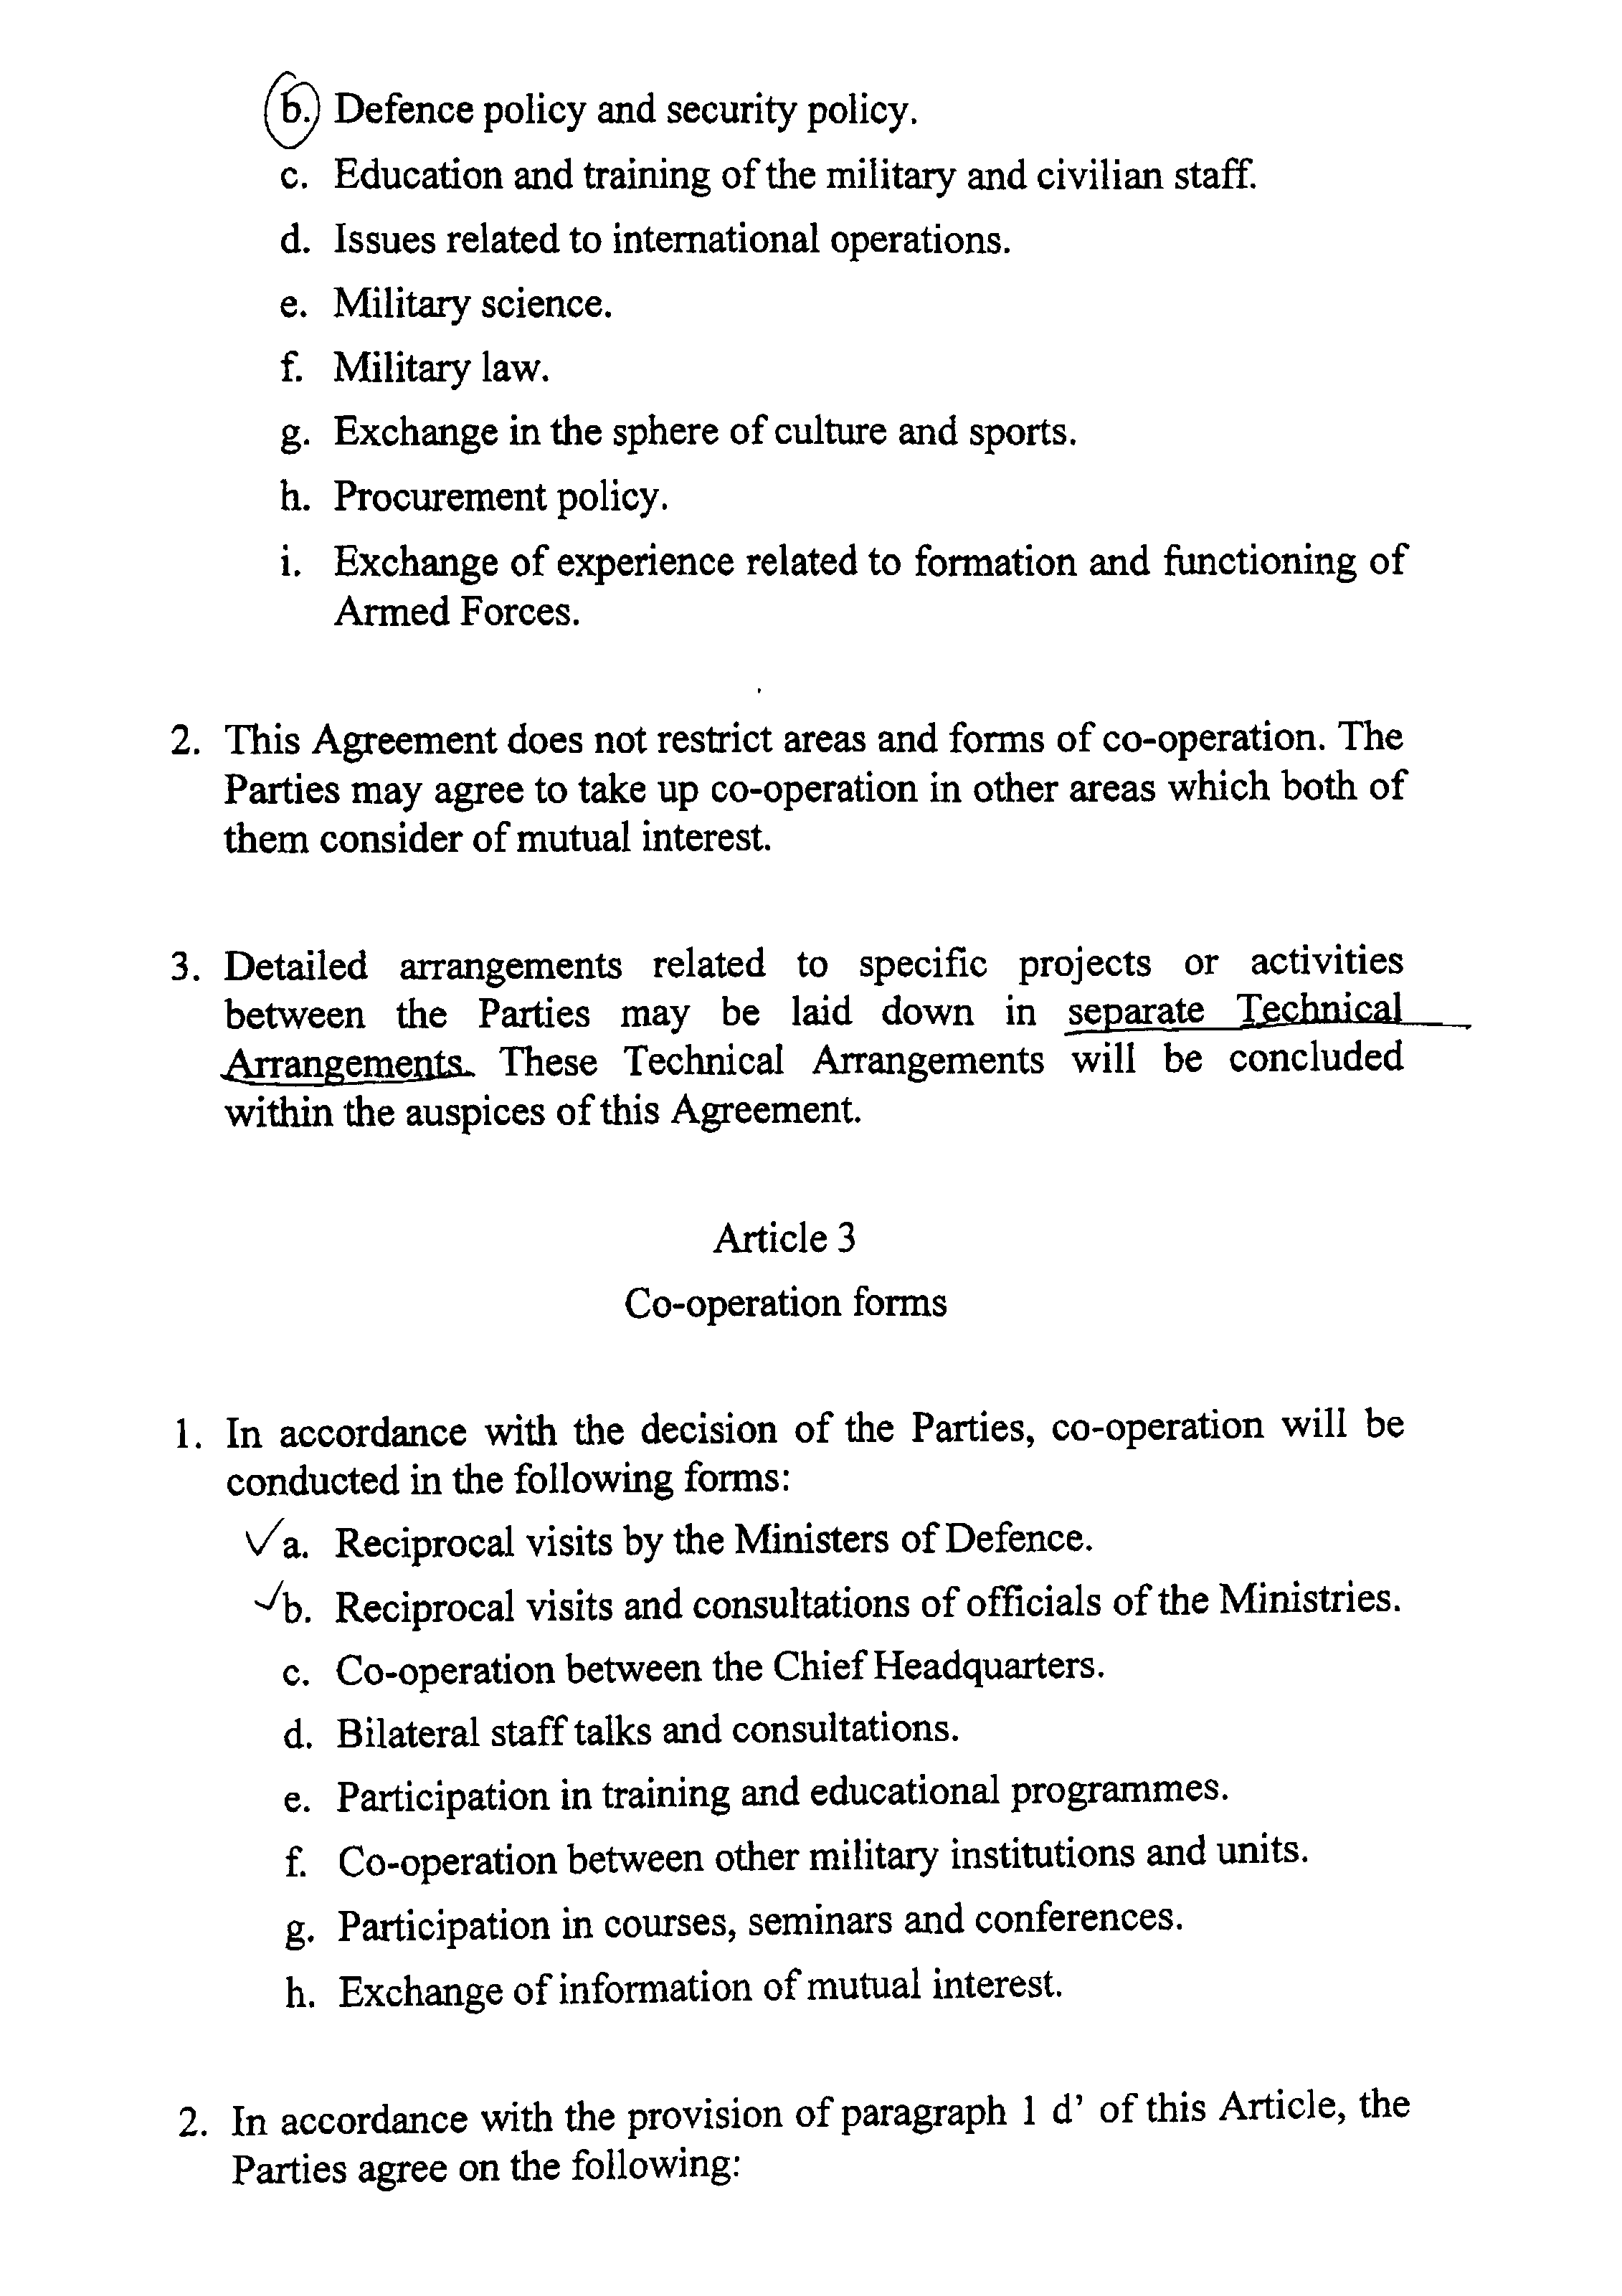 b. Defence policy and security policy.
c. Education and training of the military and civilian staff.
d. Issues related to international operations.
e. Military science.
f. Military law.
g. Exchange in the sphere of culture and sports.
h. Procurement policy.
i. Exchange of experience related to formation and functioning of
Armed Forces.
2. This Agreement does not restrict areas and forms of co-operation. The
Parties may agree to take up co-operation in other areas which both of
them consider of mutual interest.
3. Detailed arrangements related to specific projects or activities
between the Parties may be laid down in separate Technical
Arrangements. These Technical Arrangements will be concluded
within the auspices of this Agreement.
Article 3
Co-operation forms
1. In accordance with the decision of the Parties, co-operation will be
conducted in the following forms:
a. Reciprocal visits by the Ministers of Defence.
b. Reciprocal visits and consultations of officials of the Ministries.
c. Co-operation between the Chief Headquarters.
d. Bilateral staff talks and consultations.
e. Participation in training and educational programmes.
f. Co-operation between other military institutions and units.
g. Participation in courses, seminars and conferences.
h. Exchange of information of mutual interest.
2. In accordance with the provision of paragraph 1 d' of this Article, the
Parties agree on the following: